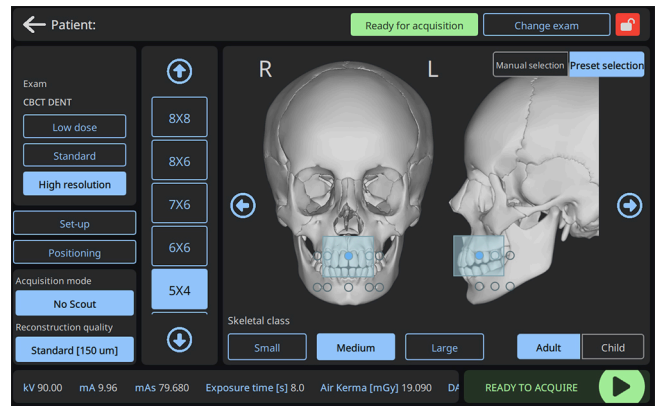 Patient:
Ready for acquisition
Change exam
Exam
CBCT DENT
Low dose
Standard
High resolution
Set-up
Positioning
Acquisition mode
No Scout
Reconstruction quality
Standard [150 um]
8X8
8X6
7X6
6X6
5X4
R
L
Manual selection
Preset selection
Skeletal class
Small
Medium
Large
Adult
Child
kV 90.00 mA 9.96 mAs 79.680 Exposure time [s] 8.0 Air Kerma [mGy] 19.090 DA
READY TO ACQUIRE